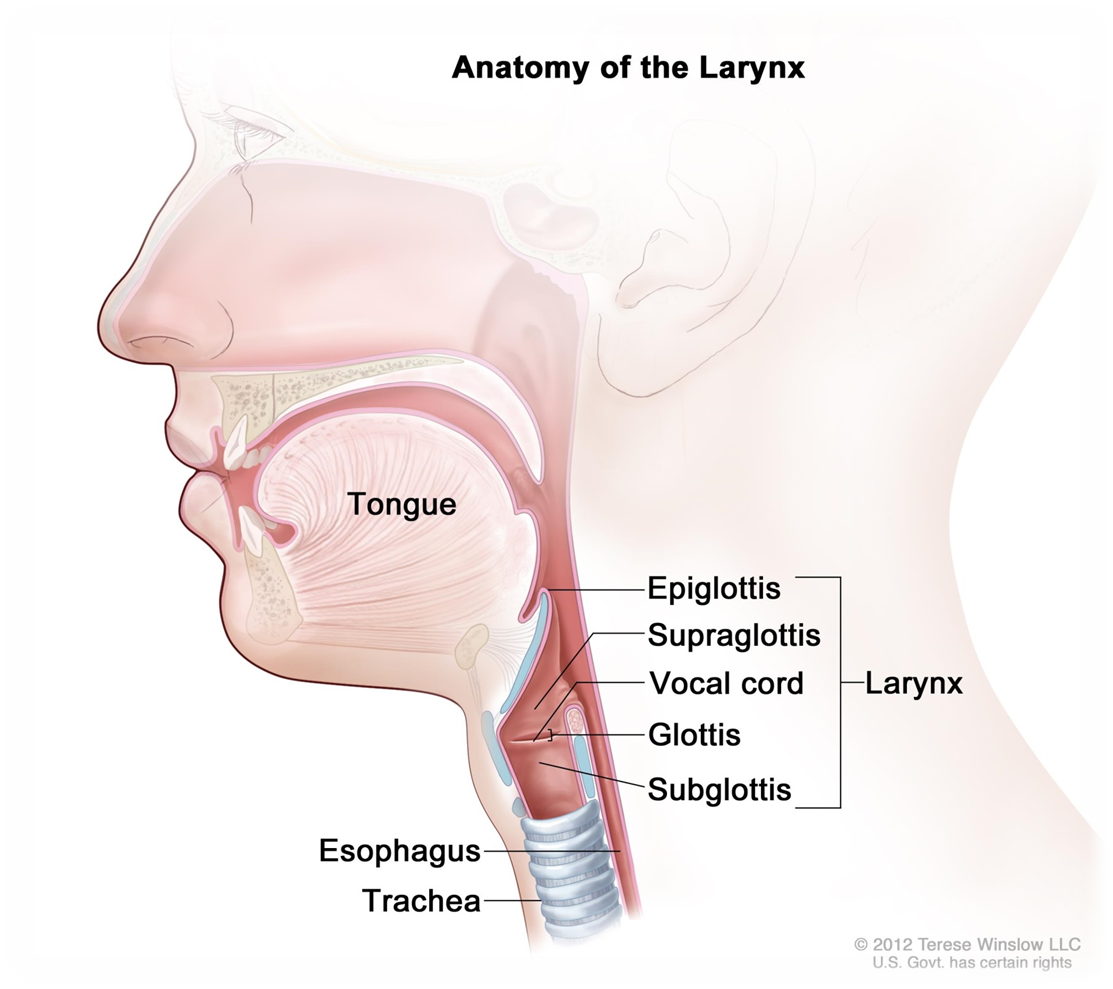 Anatomy of the Larynx
Tongue
Epiglottis
Supraglottis
Vocal cord
Larynx
Glottis
Subglottis
Esophagus
Trachea
© 2012 Terese Winslow LLC
U.S. Govt. has certain rights